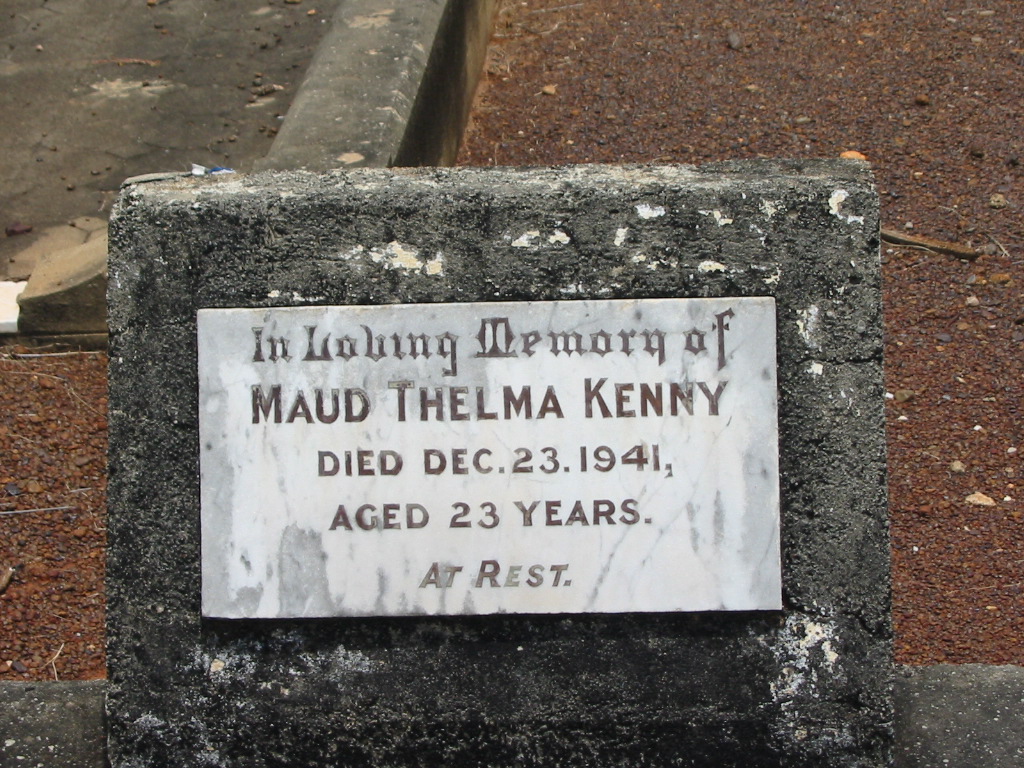 In Loving Memory of
MAUD THELMA KENNY
DIED DEC. 23. 1941,
AGED 23 YEARS.
AT REST.